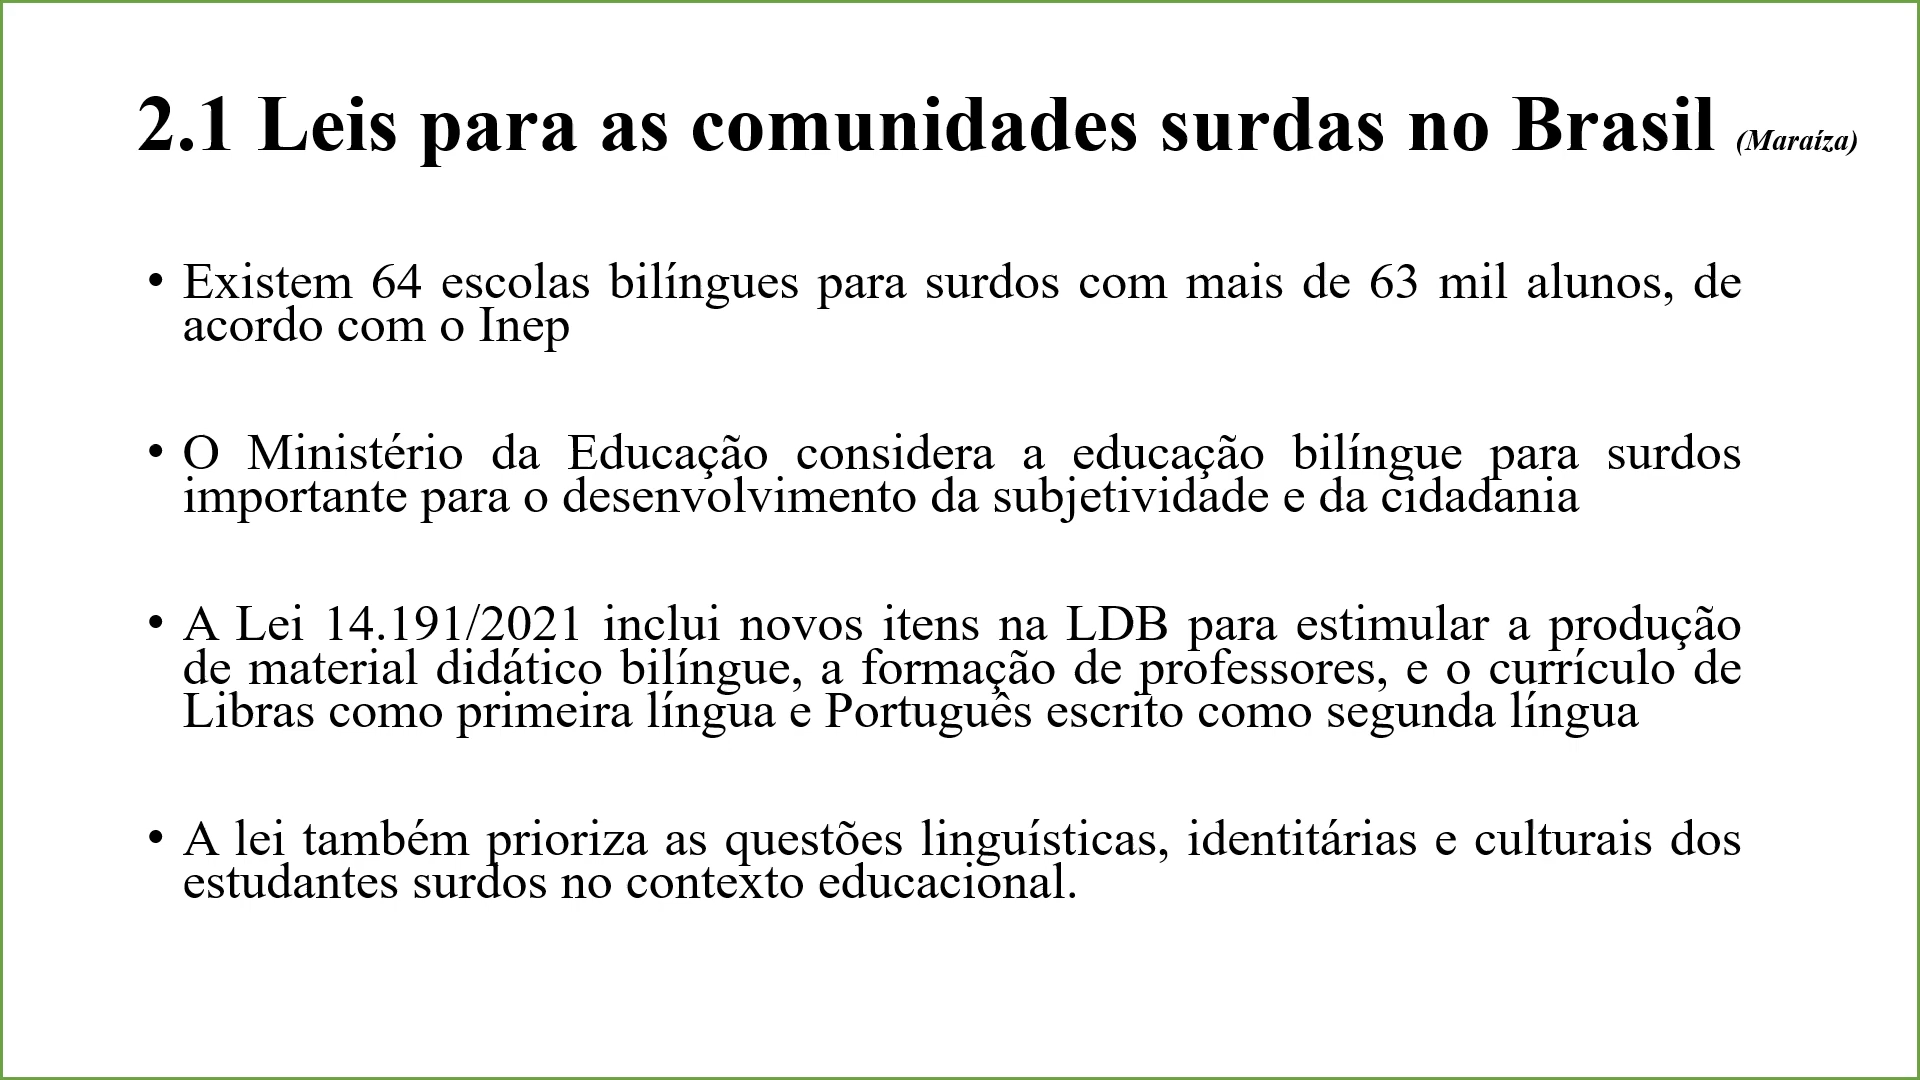 2.1 Leis para as comunidades surdas no Brasil (Maraíza)
• Existem 64 escolas bilíngues para surdos com mais de 63 mil alunos, de
acordo com o Inep
• O Ministério da Educação considera a educação bilíngue para surdos
importante para o desenvolvimento da subjetividade e da cidadania
• A Lei 14.191/2021 inclui novos itens na LDB para estimular a produção
de material didático bilíngue, a formação de professores, e o currículo de
Libras como primeira língua e Português escrito como segunda língua
• A lei também prioriza as questões linguísticas, identitárias e culturais dos
estudantes surdos no contexto educacional.